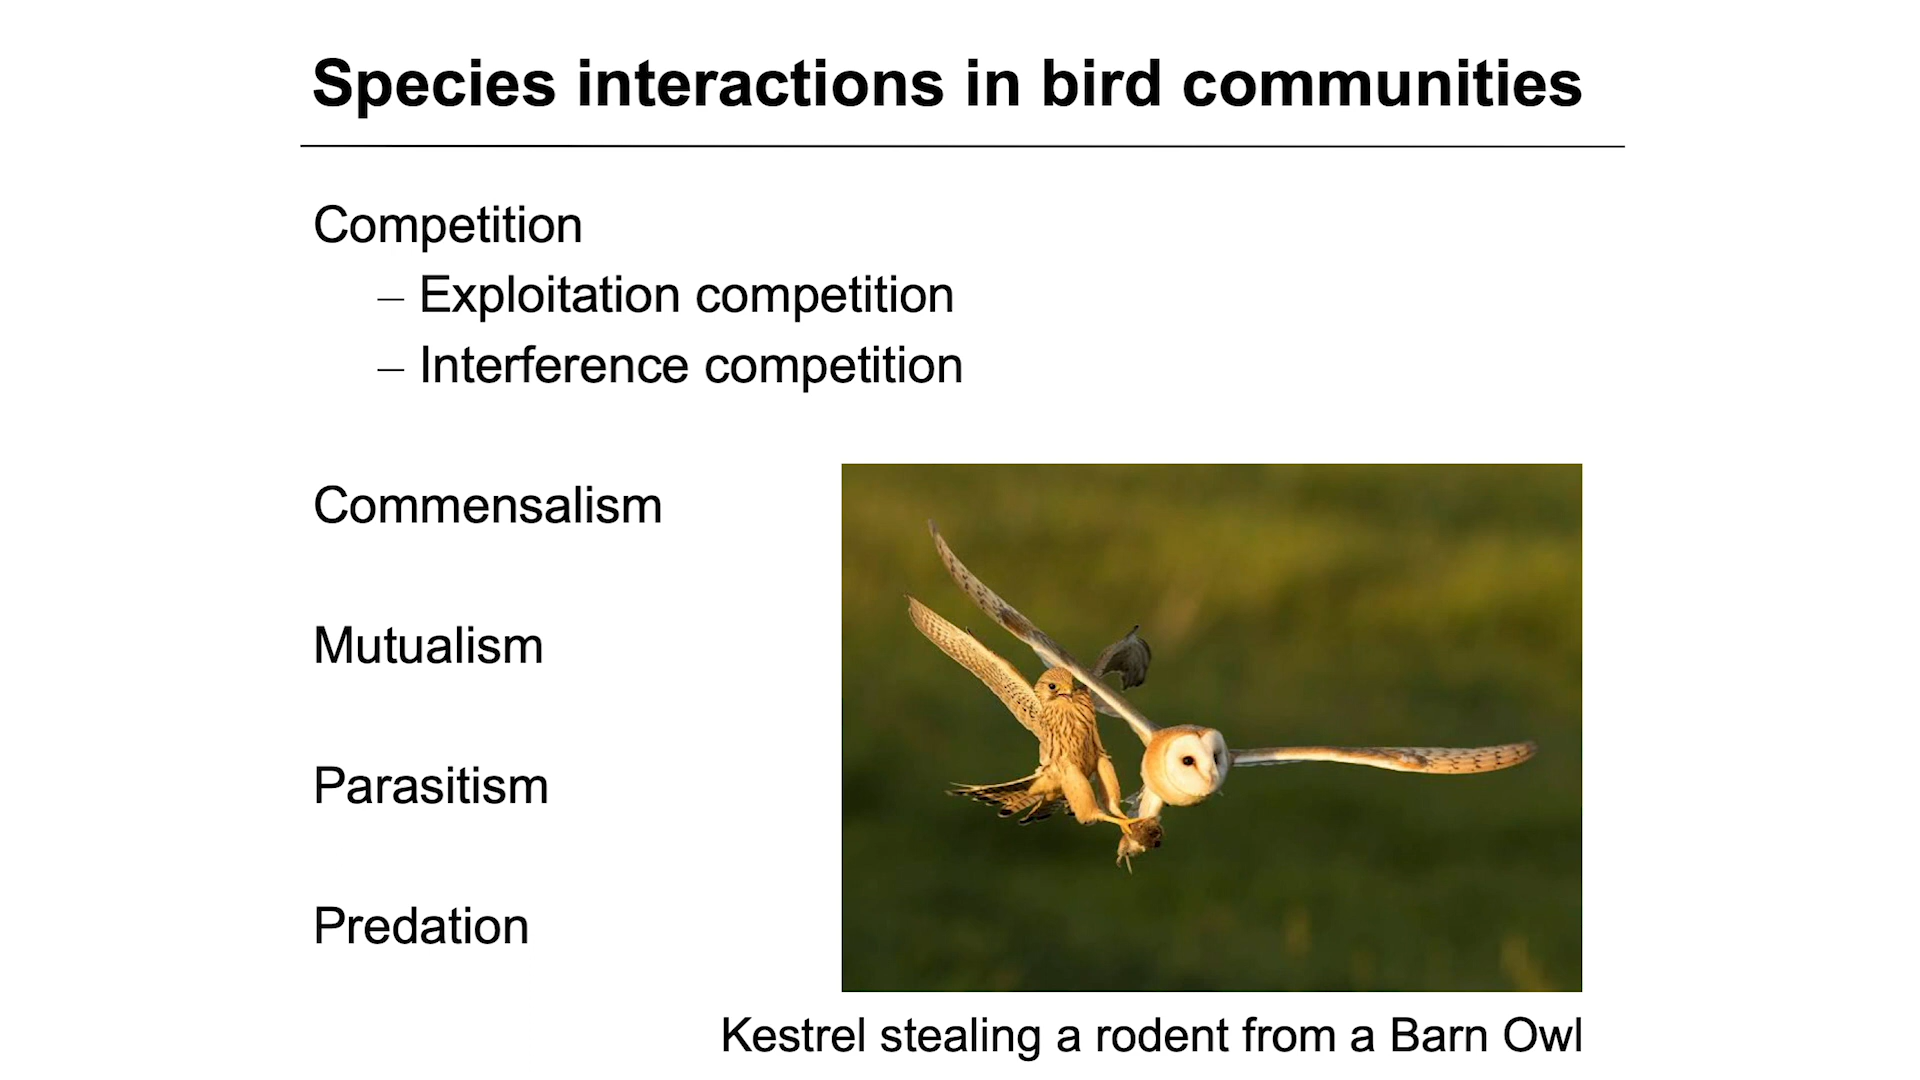 Species interactions in bird communities
Competition
– Exploitation competition
– Interference competition
Commensalism
Mutualism
Parasitism
Predation
Kestrel stealing a rodent from a Barn Owl